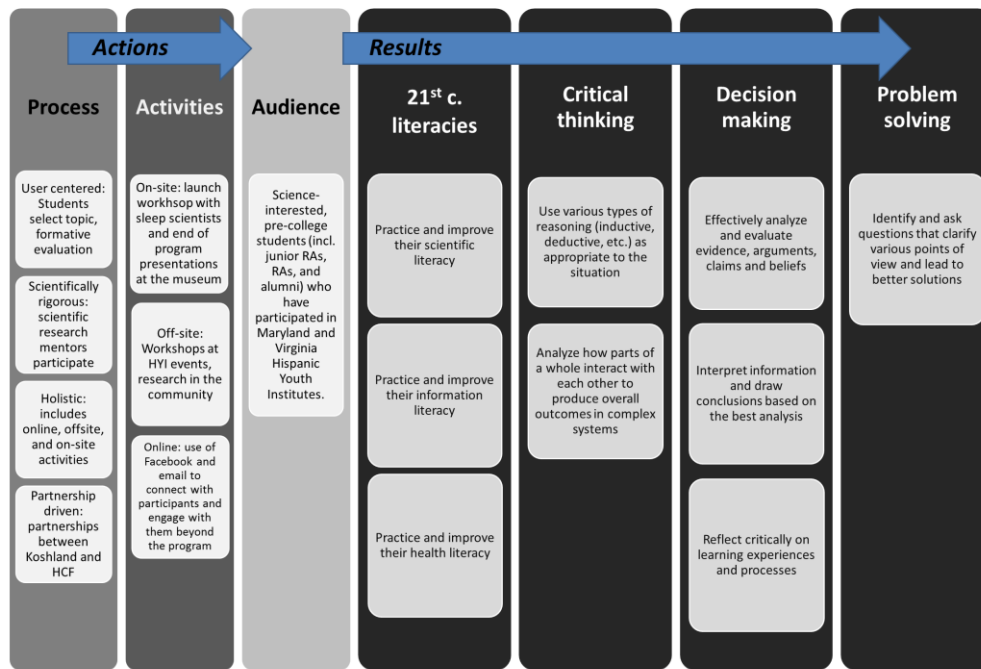 Actions
Results
Process
User centered:
Students
select topic,
formative
evaluation
Scientifically
rigorous:
scientific
research
mentors
participate
Holistic: includes
online, offsite,
and on-site
activities
Partnership
driven:
partnerships
between
Koshland and
HCF
Activities
On-site: launch
workhsop with
sleep scientists
and end of
program
presentations
at the museum
Off-site:
Workshops at
HYI events,
research in the
community
Online: use of
Facebook and
email to
connect with
participants and
engage with
them beyond
the program
Audience
Science-
interested,
pre-college
students (incl.
junior RAs,
RAs, and
alumni) who
have
participated in
Maryland and
Virginia
Hispanic
Youth
Institutes.
21st c.
literacies
Practice and improve
their scientific
literacy
Practice and improve
their information
literacy
Practice and improve
their health literacy
Critical
thinking
Use various types of
reasoning (inductive,
deductive, etc.) as
appropriate to the
situation
Analyze how parts of
a whole interact with
each other to
produce overall
outcomes in complex
systems
Decision
making
Effectively analyze
and evaluate
evidence, arguments,
claims and beliefs
Interpret information
and draw
conclusions based on
the best analysis
Reflect critically on
learning experiences
and processes
Problem
solving
Identify and ask
questions that clarify
various points of
view and lead to
better solutions